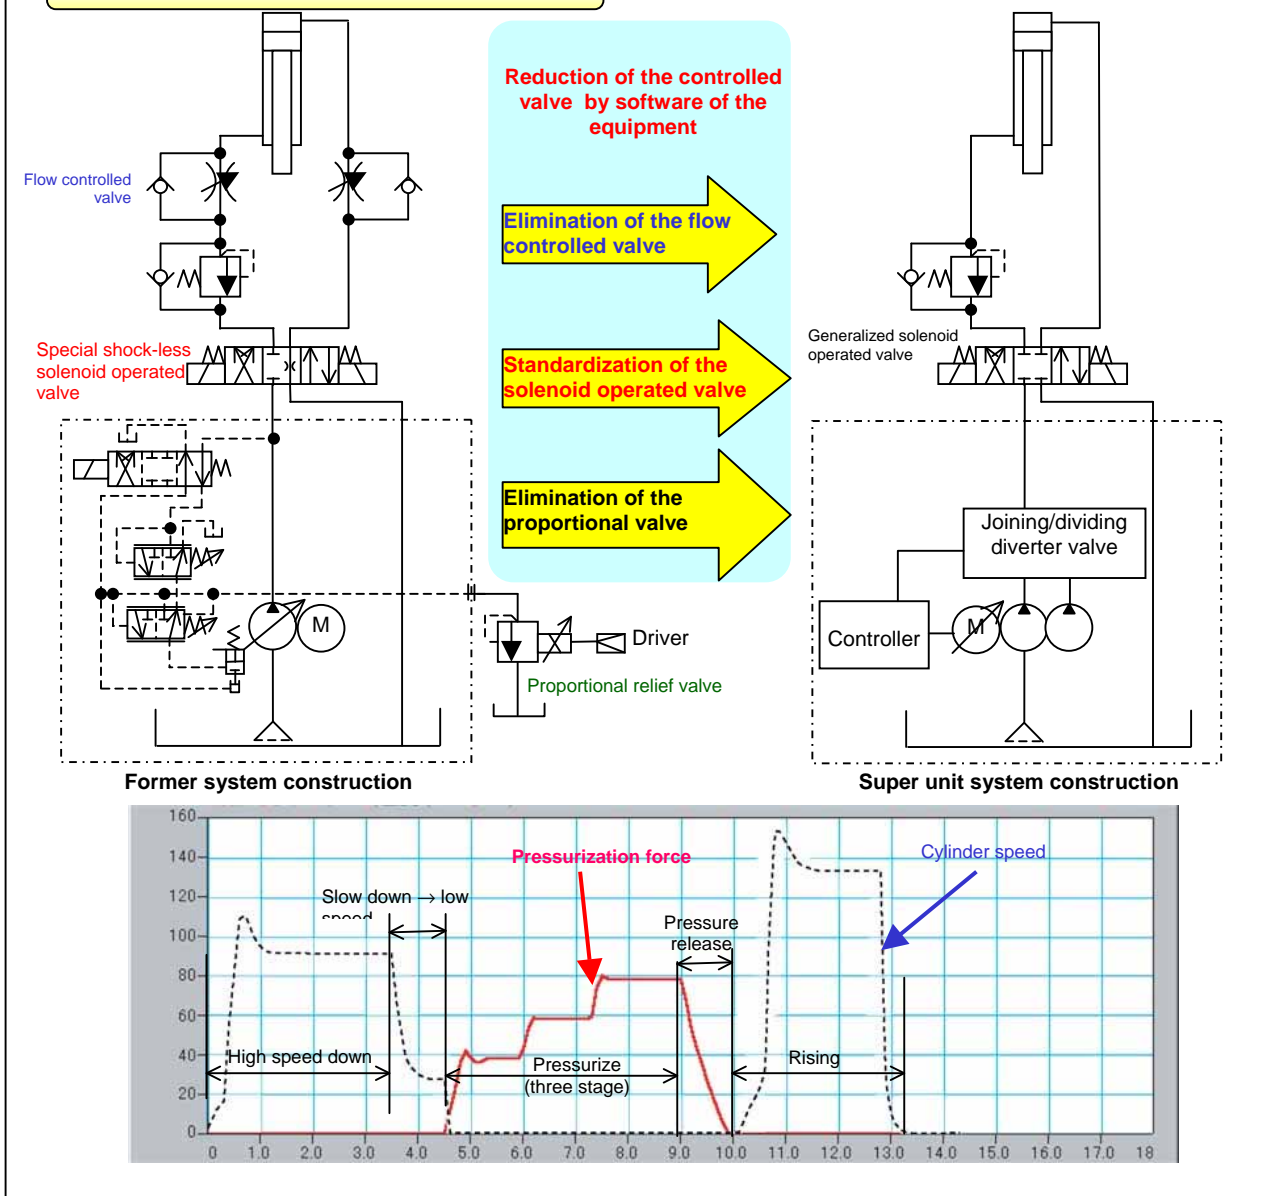 Reduction of the controlled
valve by software of the
equipment
Flow controlled
valve
Elimination of the flow
controlled valve
Special shock-less
solenoid operated
valve
Standardization of the
solenoid operated valve
Generalized solenoid
operated valve
Elimination of the
proportional valve
Joining/dividing
diverter valve
M
Driver
Proportional relief valve
Controller
M
Former system construction
Super unit system construction
160
140
120
100
80
60
40
20
0
Pressurization force
Cylinder speed
Slow down → low
speed
Pressure
release
High speed down
Pressurize
(three stage)
Rising
0 1.0 2.0 3.0 4.0 5.0 6.0 7.0 8.0 9.0 10.0 11.0 12.0 13.0 14.0 15.0 16.0 17.0 18